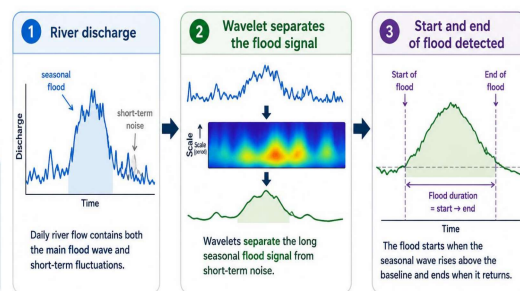 1 River discharge
seasonal
flood
short-term
noise
Discharge
Time
Daily river flow contains both
the main flood wave and
short-term fluctuations.
2 Wavelet separates
the flood signal
Scale
Scale
(period)
Wavelets separate the long
seasonal flood signal from
short-term noise.
3 Start and end
of flood detected
Start of
flood
End of
flood
Flood duration
= start → end
Time
The flood starts when the
seasonal wave rises above the
baseline and ends when it returns.